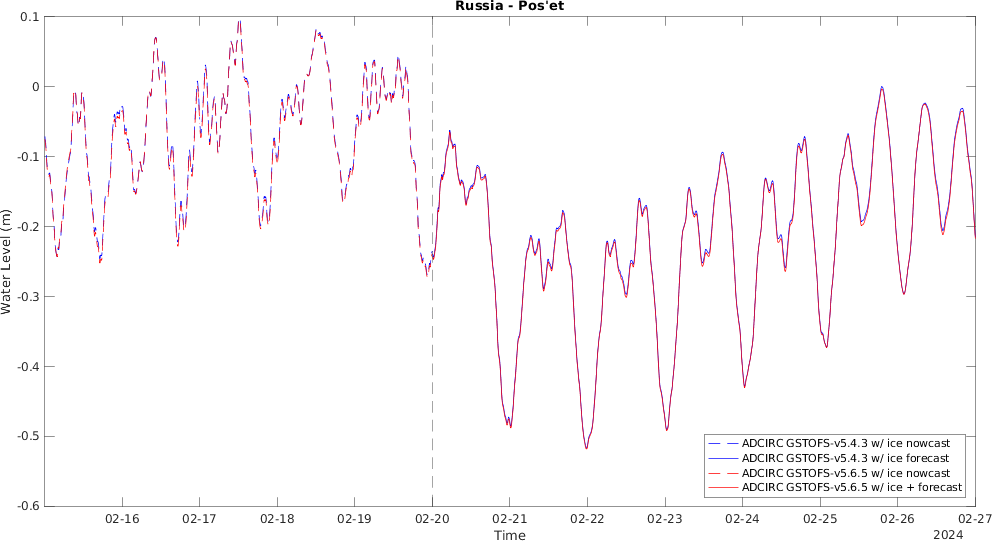 Russia - Pos'et
0.1
0
-0.1
-0.2
-0.3
-0.4
-0.5
-0.6
Water Level (m)
ADCIRC GSTOFS-v5.4.3 w/ ice nowcast
ADCIRC GSTOFS-v5.4.3 w/ ice forecast
ADCIRC GSTOFS-v5.6.5 w/ ice nowcast
ADCIRC GSTOFS-v5.6.5 w/ ice + forecast
02-16 02-17 02-18 02-19 02-20 02-21 02-22 02-23 02-24 02-25 02-26 02-27
Time
2024